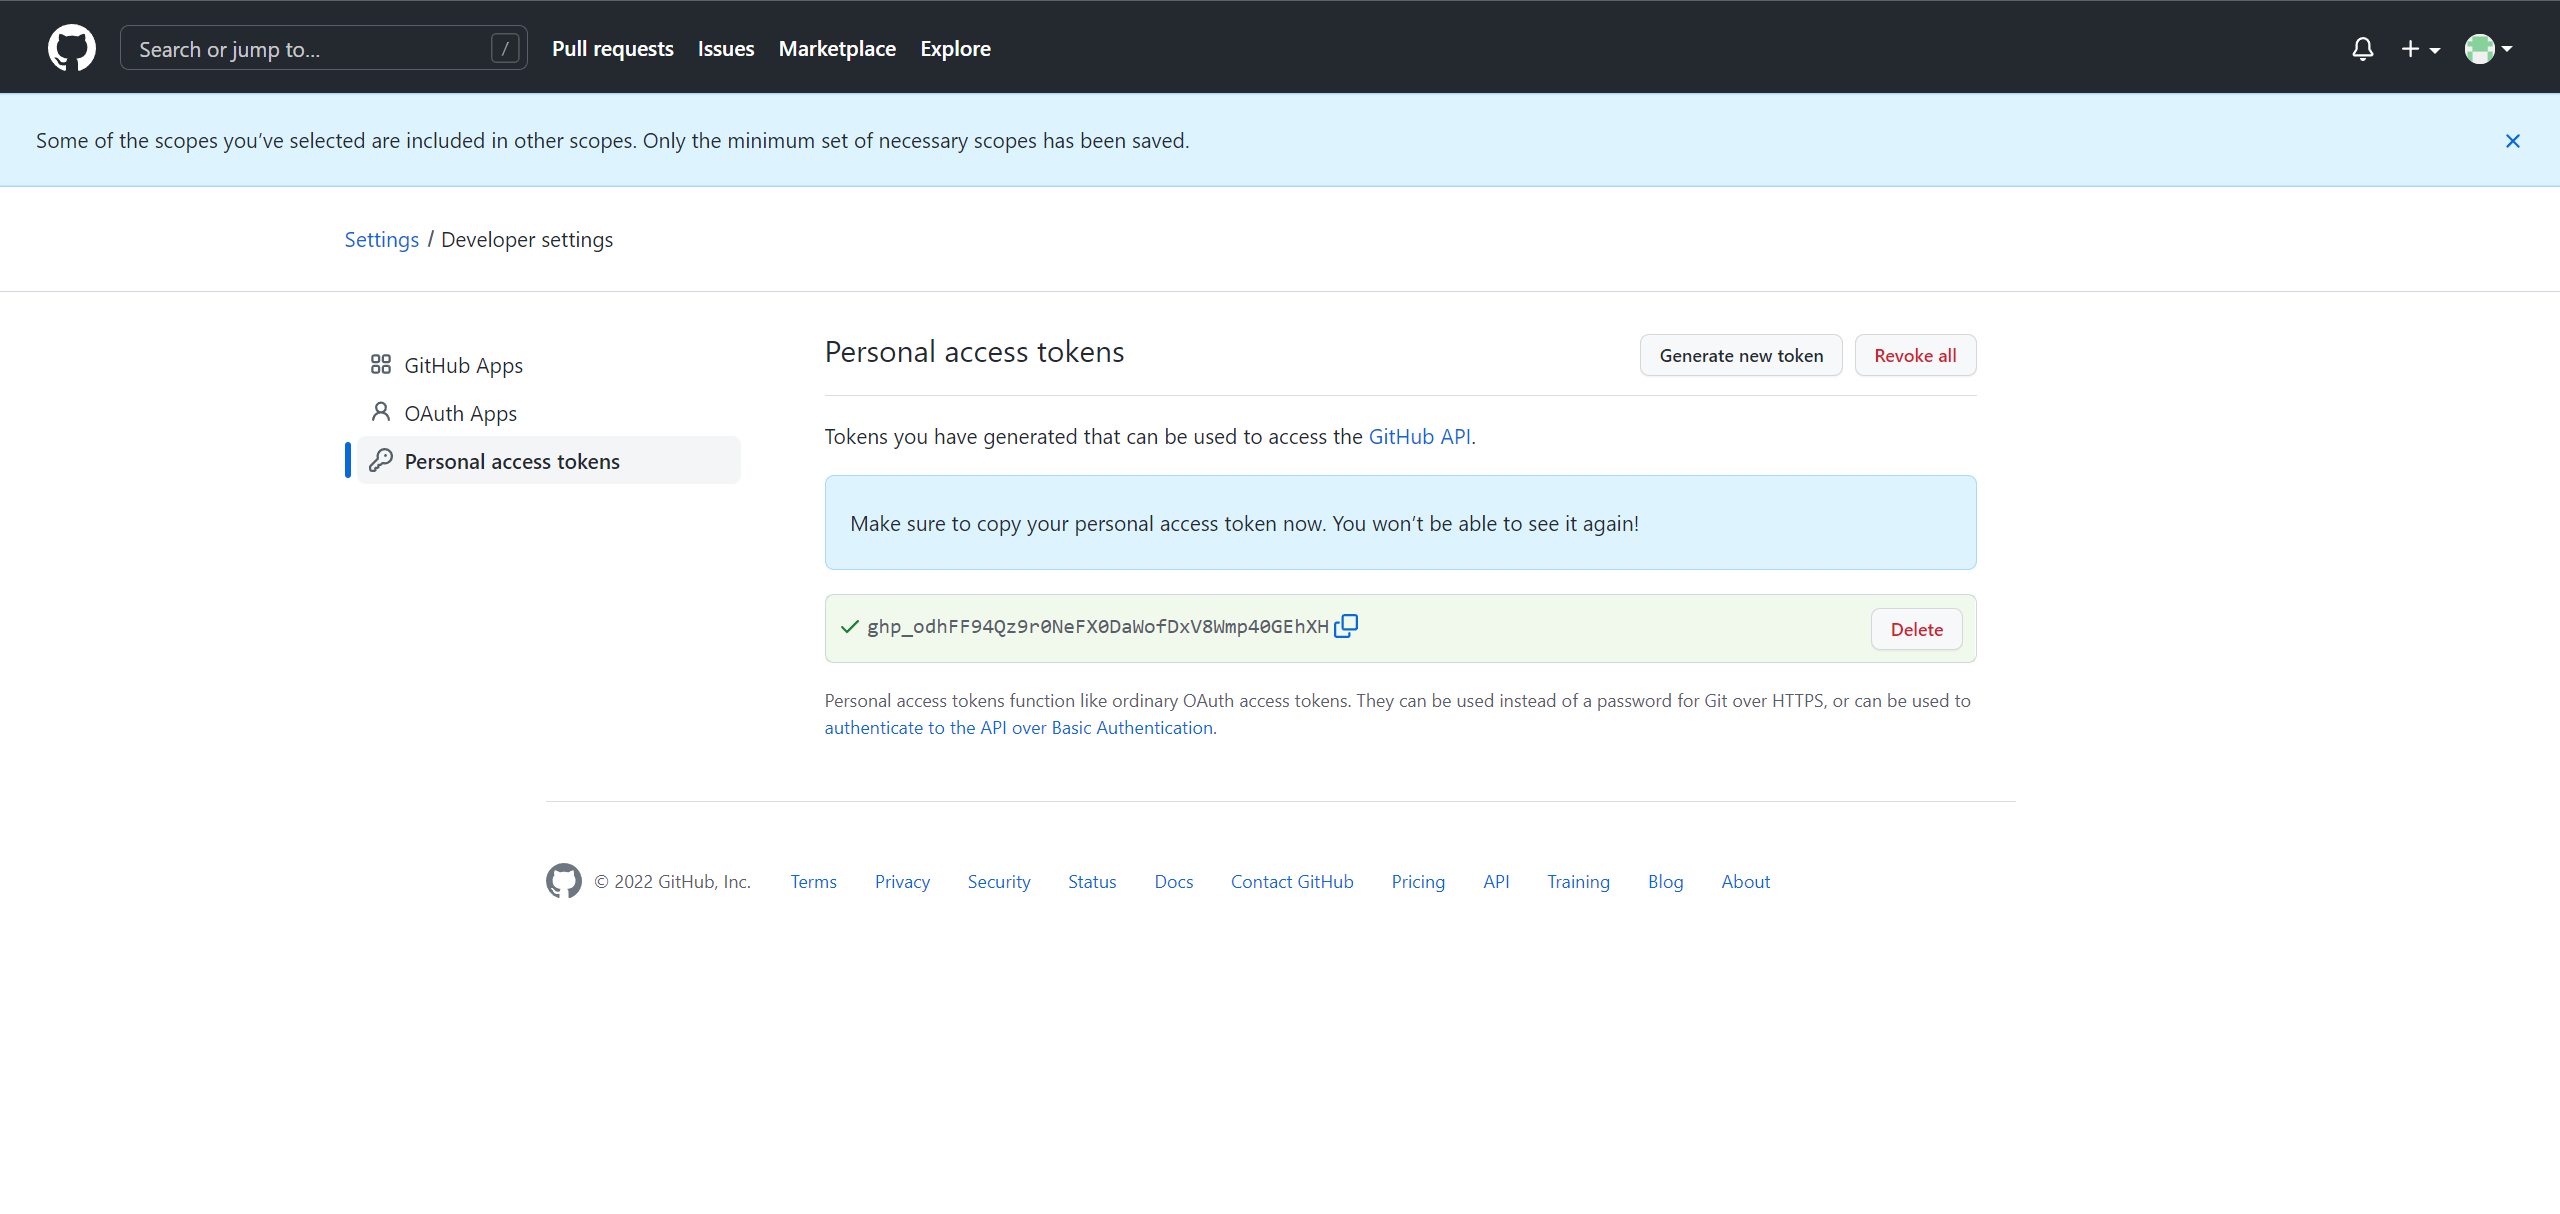 Search or jump to...
/
Pull requests
Issues
Marketplace
Explore
Some of the scopes you’ve selected are included in other scopes. Only the minimum set of necessary scopes has been saved.
Settings / Developer settings
GitHub Apps
OAuth Apps
Personal access tokens
Personal access tokens
Generate new token
Revoke all
Tokens you have generated that can be used to access the GitHub API.
Make sure to copy your personal access token now. You won’t be able to see it again!
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
Delete
Personal access tokens function like ordinary OAuth access tokens. They can be used instead of a password for Git over HTTPS, or can be used to
authenticate to the API over Basic Authentication.
© 2022 GitHub, Inc.
Terms
Privacy
Security
Status
Docs
Contact GitHub
Pricing
API
Training
Blog
About